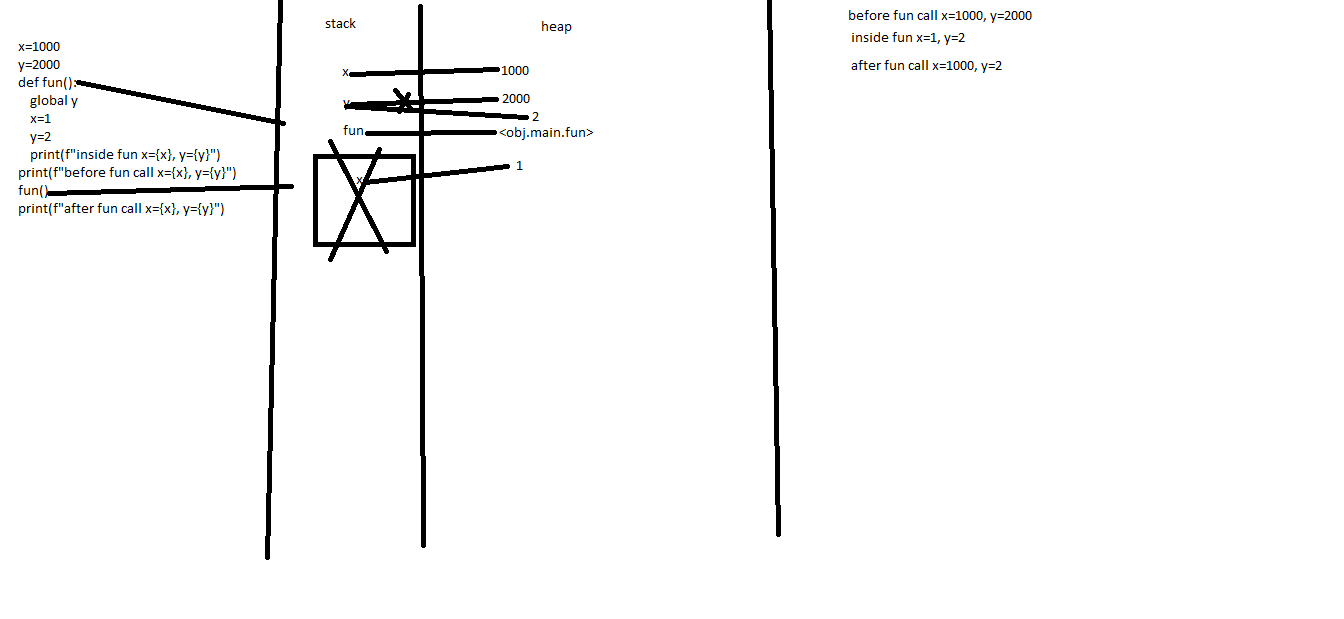 x=1000
y=2000
def fun():
global y
x=1
y=2
print(f"inside fun x={x}, y={y}")
print(f"before fun call x={x}, y={y}")
fun()
print(f"after fun call x={x}, y={y}")
stack
heap
x 1000
y 2000
2
fun <obj.main.fun>
x 1
before fun call x=1000, y=2000
inside fun x=1, y=2
after fun call x=1000, y=2